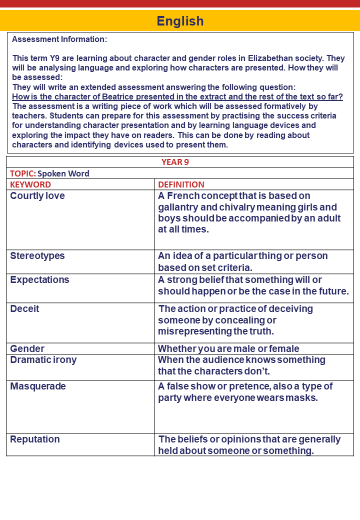 English
Assessment Information:
This term Y9 are learning about character and gender roles in Elizabethan society. They
will be analysing language and exploring how characters are presented. How they will
be assessed:
They will write an extended assessment answering the following question:
How is the character of Beatrice presented in the extract and the rest of the text so far?
The assessment is a writing piece of work which will be assessed formatively by
teachers. Students can prepare for this assessment by practising the success criteria
for understanding character presentation and by learning language devices and
exploring the impact they have on readers. This can be done by reading about
characters and identifying devices used to present them.
YEAR 9
TOPIC: Spoken Word
KEYWORD DEFINITION
Courtly love A French concept that is based on
gallantry and chivalry meaning girls and
boys should be accompanied by an adult
at all times.
Stereotypes An idea of a particular thing or person
based on set criteria.
Expectations A strong belief that something will or
should happen or be the case in the future.
Deceit The action or practice of deceiving
someone by concealing or
misrepresenting the truth.
Gender Whether you are male or female
Dramatic irony When the audience knows something
that the characters don't.
Masquerade A false show or pretence, also a type of
party where everyone wears masks.
Reputation The beliefs or opinions that are generally
held about someone or something.